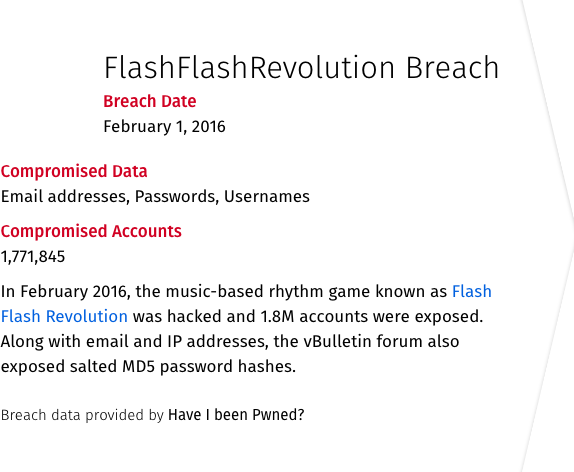 FlashFlashRevolution Breach
Breach Date
February 1, 2016
Compromised Data
Email addresses, Passwords, Usernames
Compromised Accounts
1,771,845
In February 2016, the music-based rhythm game known as Flash
Flash Revolution was hacked and 1.8M accounts were exposed.
Along with email and IP addresses, the vBulletin forum also
exposed salted MD5 password hashes.
Breach data provided by Have I been Pwned?